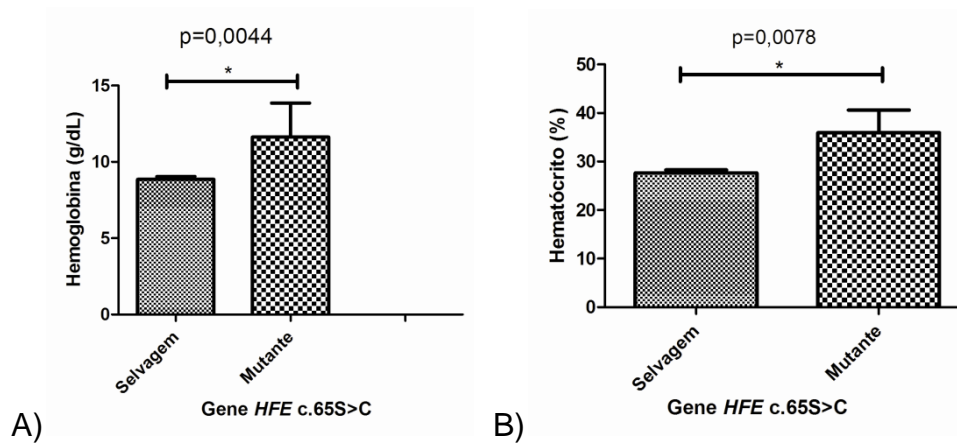 p=0,0044
*
Hemoglobina (g/dL)
15
10
5
0
Selvagem
Mutante
Gene HFE c.65S>C
A)
p=0,0078
*
Hematócrito (%)
50
40
30
20
10
0
Selvagem
Mutante
Gene HFE c.65S>C
B)